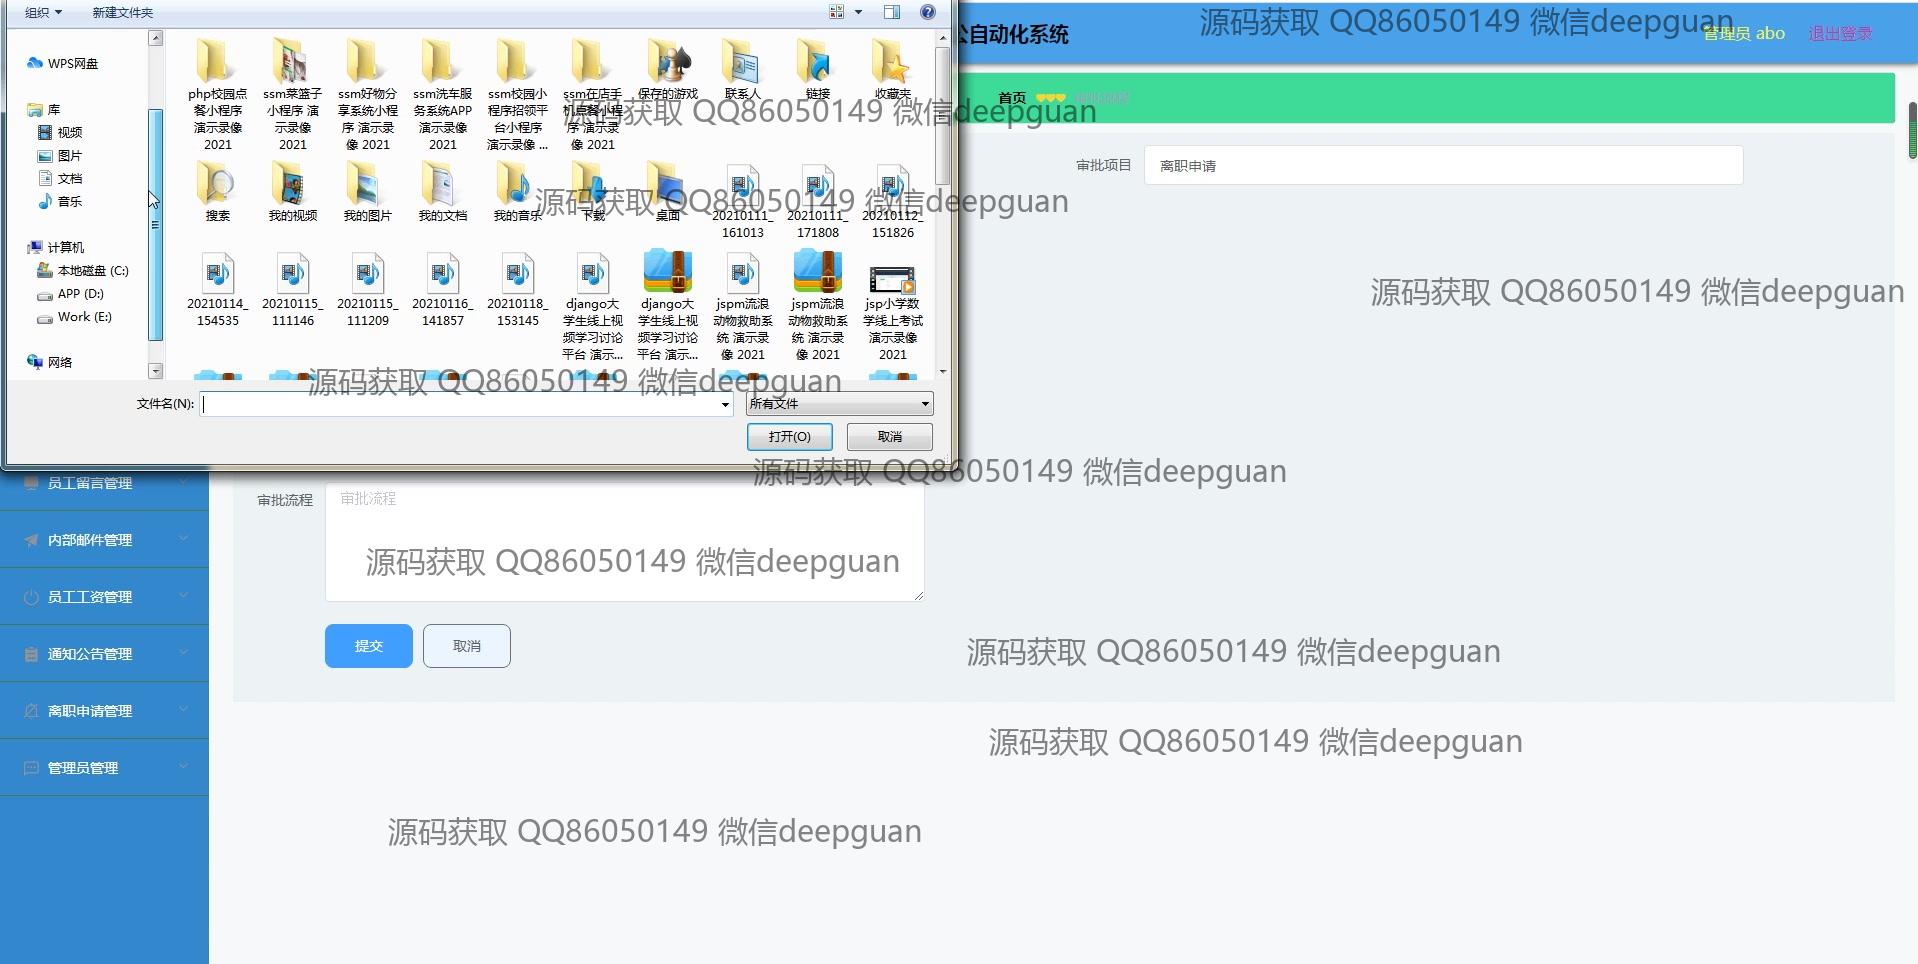 组织
新建文件夹
公自动化系统
源码获取 QQ86050149 微信deepguan
管理员 abo
退出登录
WPS网盘
库
视频
图片
文档
音乐
计算机
本地磁盘 (C:)
APP (D:)
Work (E:)
网络
php校园点
餐小程序
演示录像
2021
ssm菜篮子
小程序 演
示录像
2021
ssm好物分
享系统小程
序 演示录
像 2021
ssm洗车服
务系统APP
演示录像
2021
ssm校园小
程序招领平
台小程序
演示录像 ...
ssm在店手
机点餐小程
序 演示录
像 2021
保存的游戏
联系人
链接
收藏夹
源码获取 QQ86050149 微信deepguan
首页
搜索
我的视频
我的图片
我的文档
我的音乐
下载
桌面
20210111_
161013
20210111_
171808
20210112_
151826
源码获取 QQ86050149 微信deepguan
审批项目
离职申请
20210114_
154535
20210115_
111146
20210115_
111209
20210116_
141857
20210118_
153145
django大
学生线上视
频学习讨论
平台 演示...
django大
学生线上视
频学习讨论
平台 演示...
jspm流浪
动物救助系
统 演示录
像 2021
jspm流浪
动物救助系
统 演示录
像 2021
jsp小学数
学线上考试
演示录像
2021
源码获取 QQ86050149 微信deepguan
源码获取 QQ86050149 微信deepguan
文件名(N):
所有文件
打开(O)
取消
源码获取 QQ86050149 微信deepguan
员工留言管理
内部邮件管理
员工工资管理
通知公告管理
离职申请管理
管理员管理
审批流程
审批流程
源码获取 QQ86050149 微信deepguan
提交
取消
源码获取 QQ86050149 微信deepguan
源码获取 QQ86050149 微信deepguan
源码获取 QQ86050149 微信deepguan